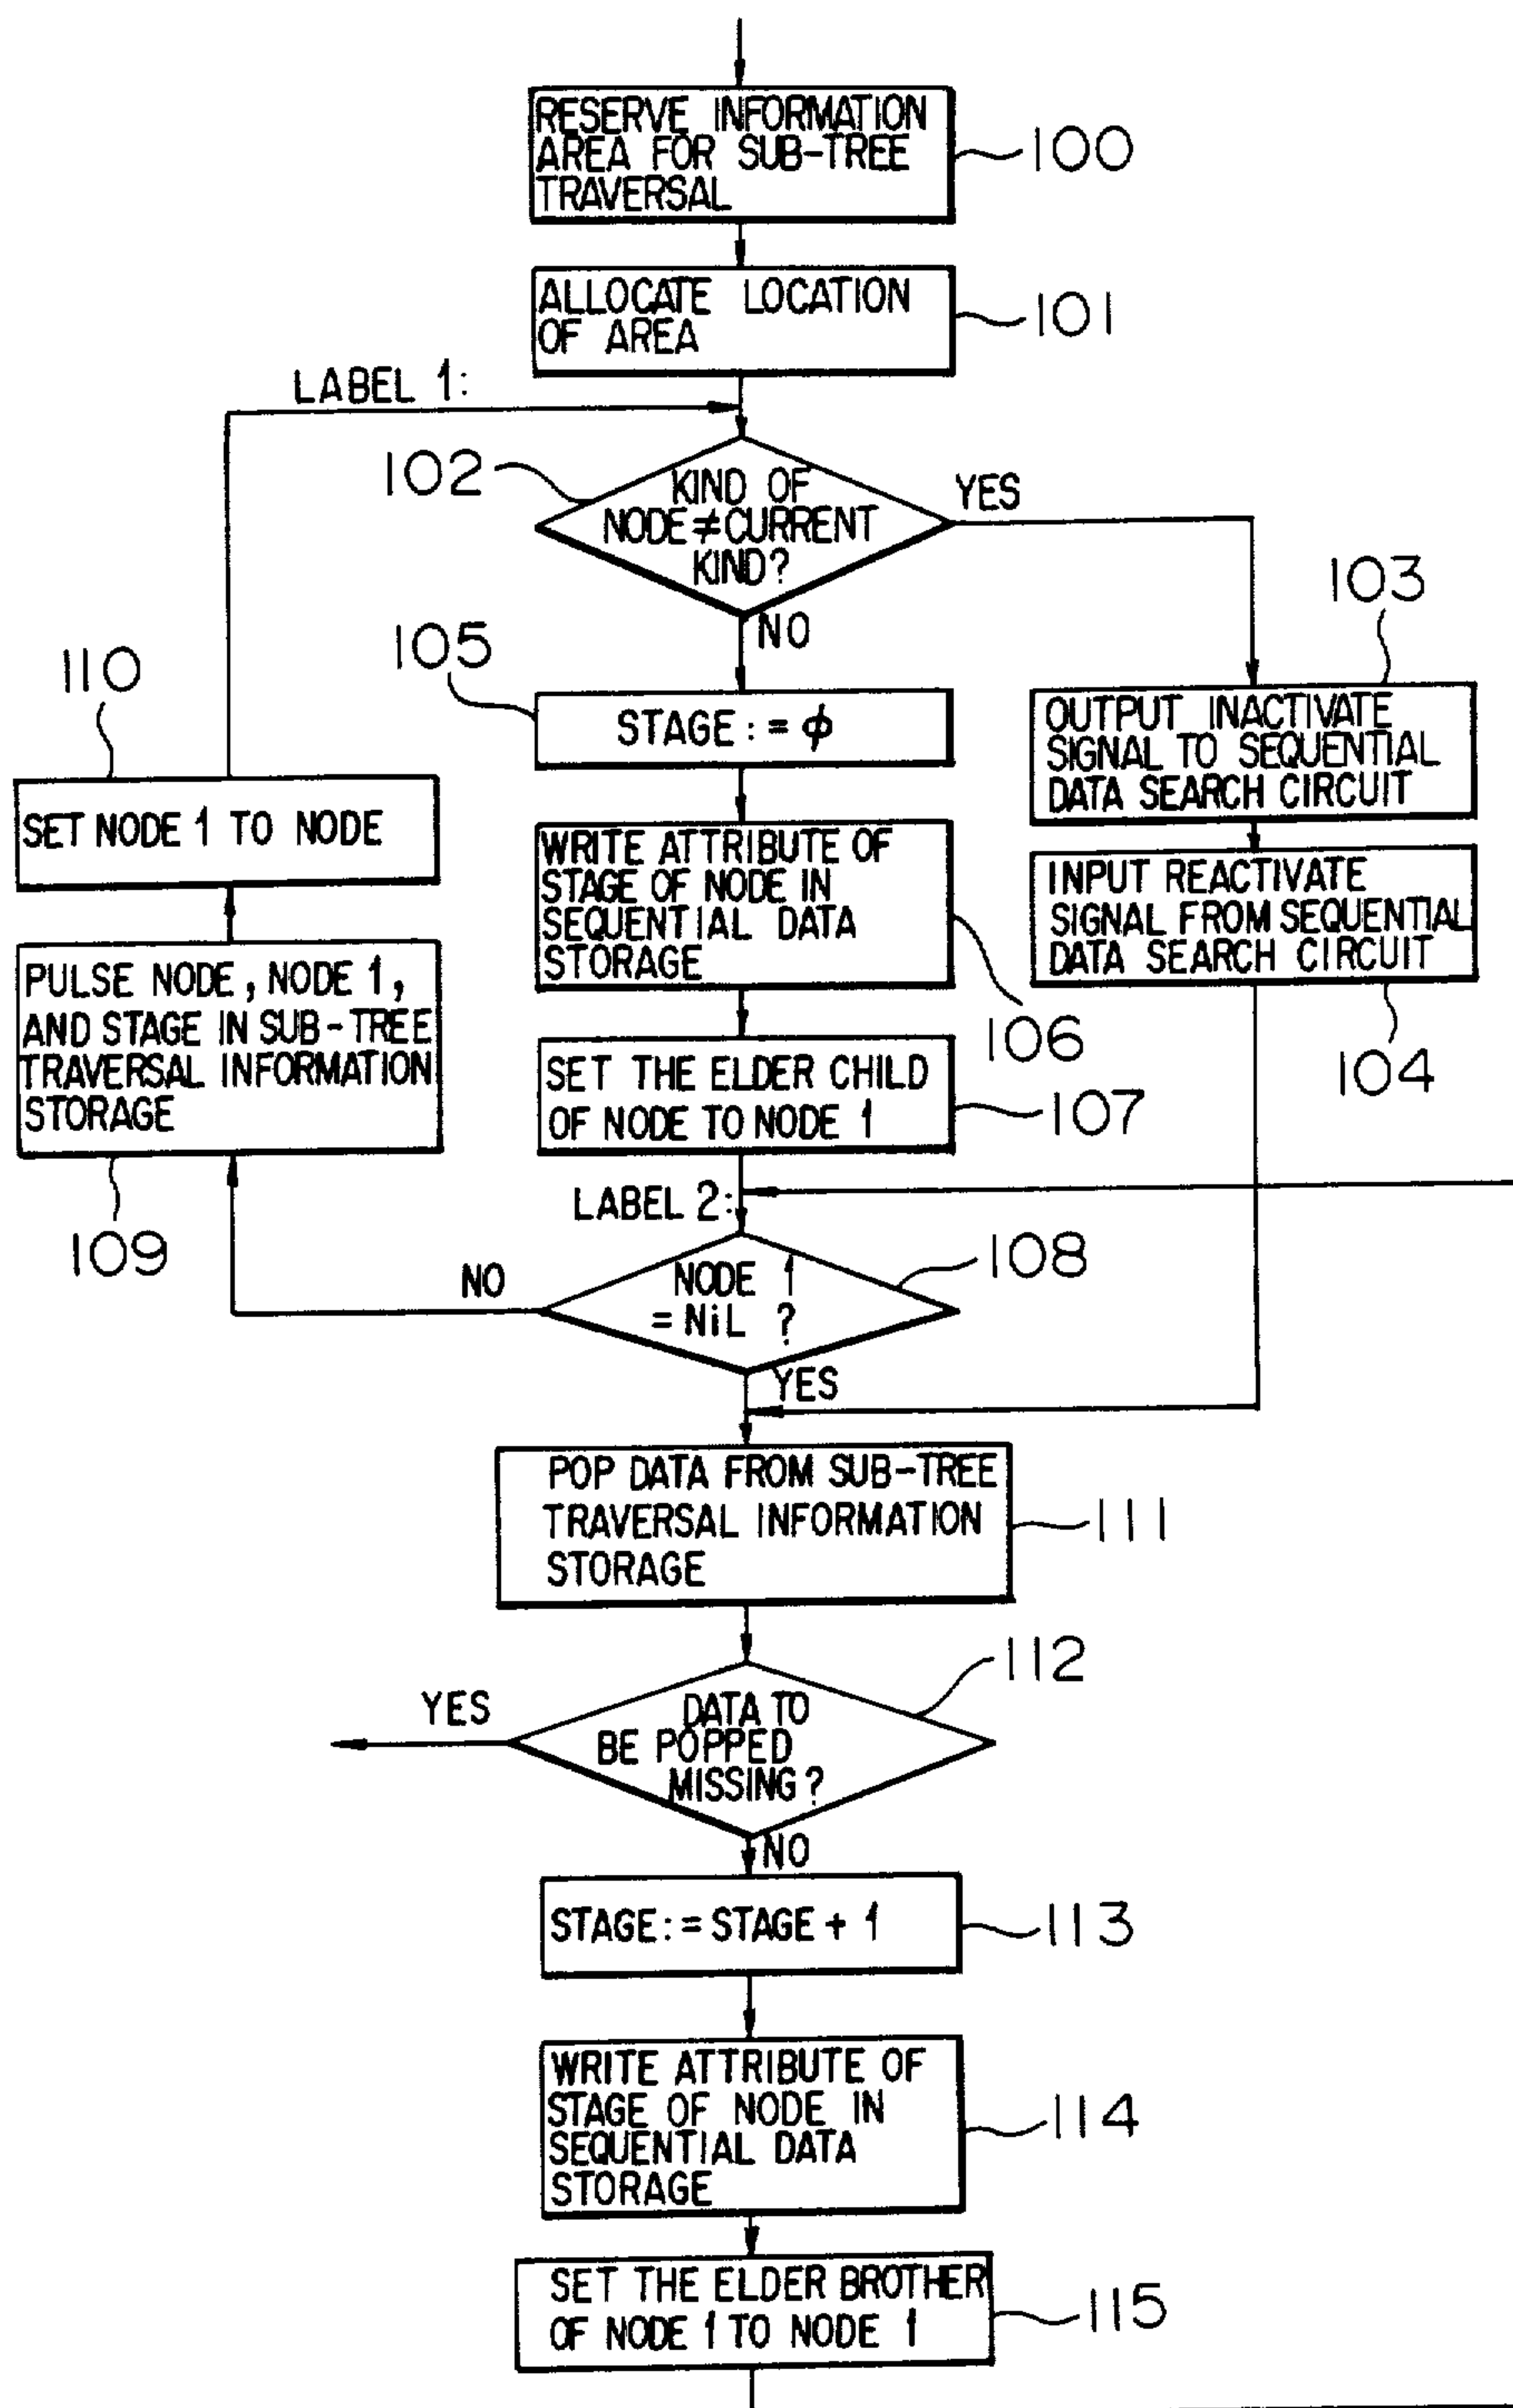 RESERVE INFORMATION
AREA FOR SUB-TREE
TRAVERSAL
100
ALLOCATE LOCATION
OF AREA
101
LABEL 1:
102
KIND OF
NODE≠CURRENT
KIND?
YES
NO
103
OUTPUT INACTIVATE
SIGNAL TO SEQUENTIAL
DATA SEARCH CIRCUIT
INPUT REACTIVATE
SIGNAL FROM SEQUENTIAL
DATA SEARCH CIRCUIT
104
105
STAGE:=ϕ
WRITE ATTRIBUTE OF
STAGE OF NODE IN
SEQUENTIAL DATA
STORAGE
106
SET THE ELDER CHILD
OF NODE TO NODE 1
107
110
SET NODE 1 TO NODE
PULSE NODE, NODE 1,
AND STAGE IN SUB-TREE
TRAVERSAL INFORMATION
STORAGE
109
LABEL 2:
NODE 1
=NiL ?
108
NO
YES
POP DATA FROM SUB-TREE
TRAVERSAL INFORMATION
STORAGE
111
DATA TO
BE POPPED
MISSING?
112
YES
NO
STAGE:=STAGE+1
113
WRITE ATTRIBUTE OF
STAGE OF NODE IN
SEQUENTIAL DATA
STORAGE
114
SET THE ELDER BROTHER
OF NODE 1 TO NODE 1
115